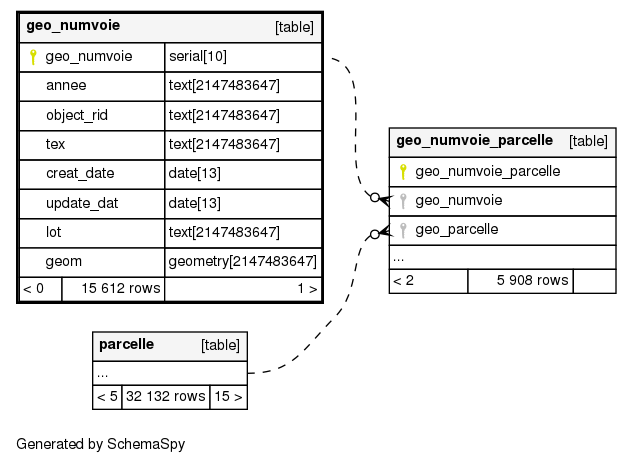 geo_numvoie [table]
geo_numvoie serial[10]
annee text[2147483647]
object_rid text[2147483647]
tex text[2147483647]
creat_date date[13]
update_dat date[13]
lot text[2147483647]
geom geometry[2147483647]
< 0 15 612 rows 1 >
geo_numvoie_parcelle [table]
geo_numvoie_parcelle
geo_numvoie
geo_parcelle
...
< 2 5 908 rows
parcelle [table]
...
< 5 32 132 rows 15 >
Generated by SchemaSpy